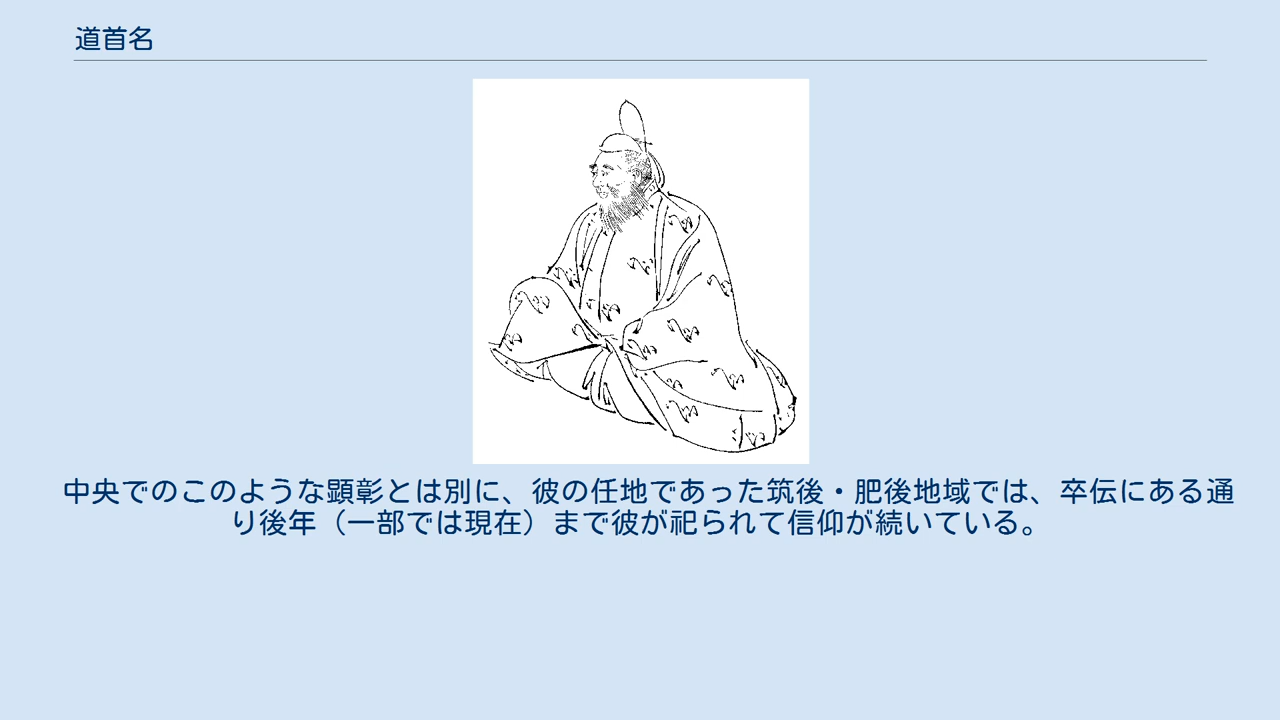 道首名
中央でのこのような顕彰とは別に、彼の任地であった筑後・肥後地域では、卒伝にある通
り後年（一部では現在）まで彼が祀られて信仰が続いている。